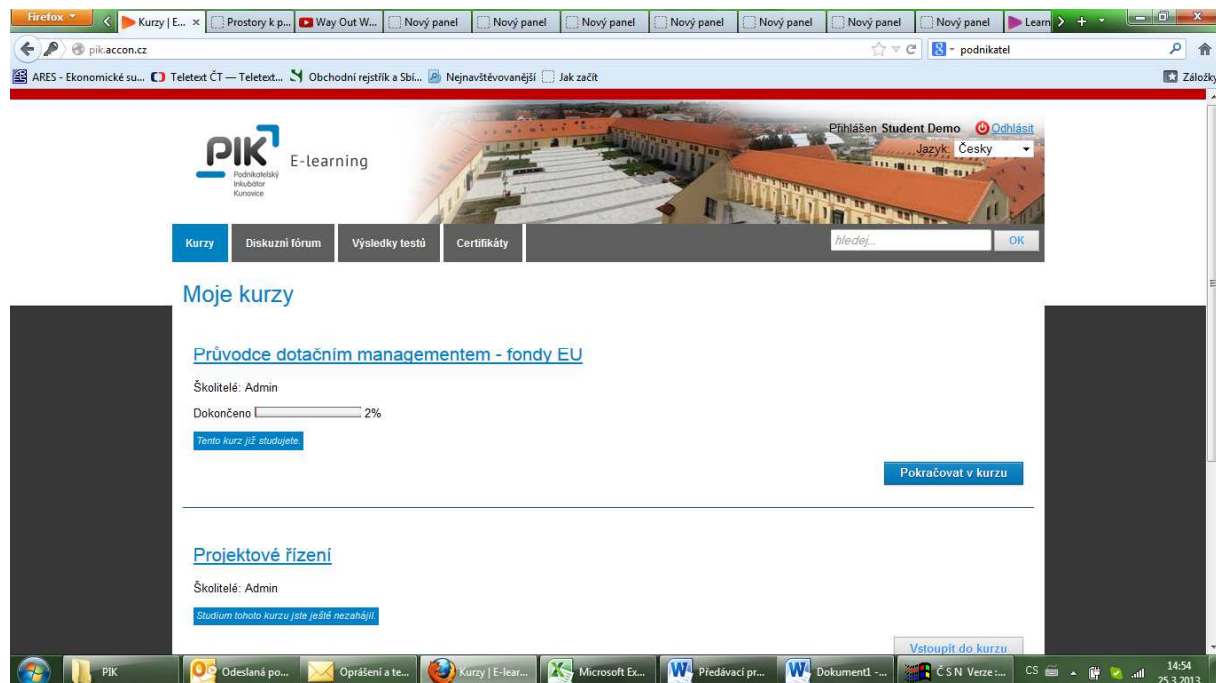 Firefox
Kurzy | E... Prostory k p... Way Out W... Nový panel Nový panel Nový panel Nový panel Nový panel Nový panel Nový panel Learn
pik.accon.cz podnikatel
ARES - Ekonomické su... Teletext ČT — Teletext... Obchodní rejstřík a Sbí... Nejnavštěvovanější Jak začít Záložky
PIK
Podnikatelský
Inkubátor
Kunovice
E-learning
Přihlášen Student Demo Odhlásit
Jazyk: Česky
Kurzy Diskuzní fórum Výsledky testů Certifikáty hledej... OK
Moje kurzy
Průvodce dotačním managementem - fondy EU
Školitelé: Admin
Dokončeno 2%
Tento kurz již studujete.
Pokračovat v kurzu
Projektové řízení
Školitelé: Admin
Studium tohoto kurzu jste ještě nezahájil.
Vstoupit do kurzu
PIK Odeslaná po... Oprášení a te... Kurzy | E-lear... Microsoft Ex... Předávací pr... Dokument1 -... Č S N Verze :... CS 14:54
25.3.2013